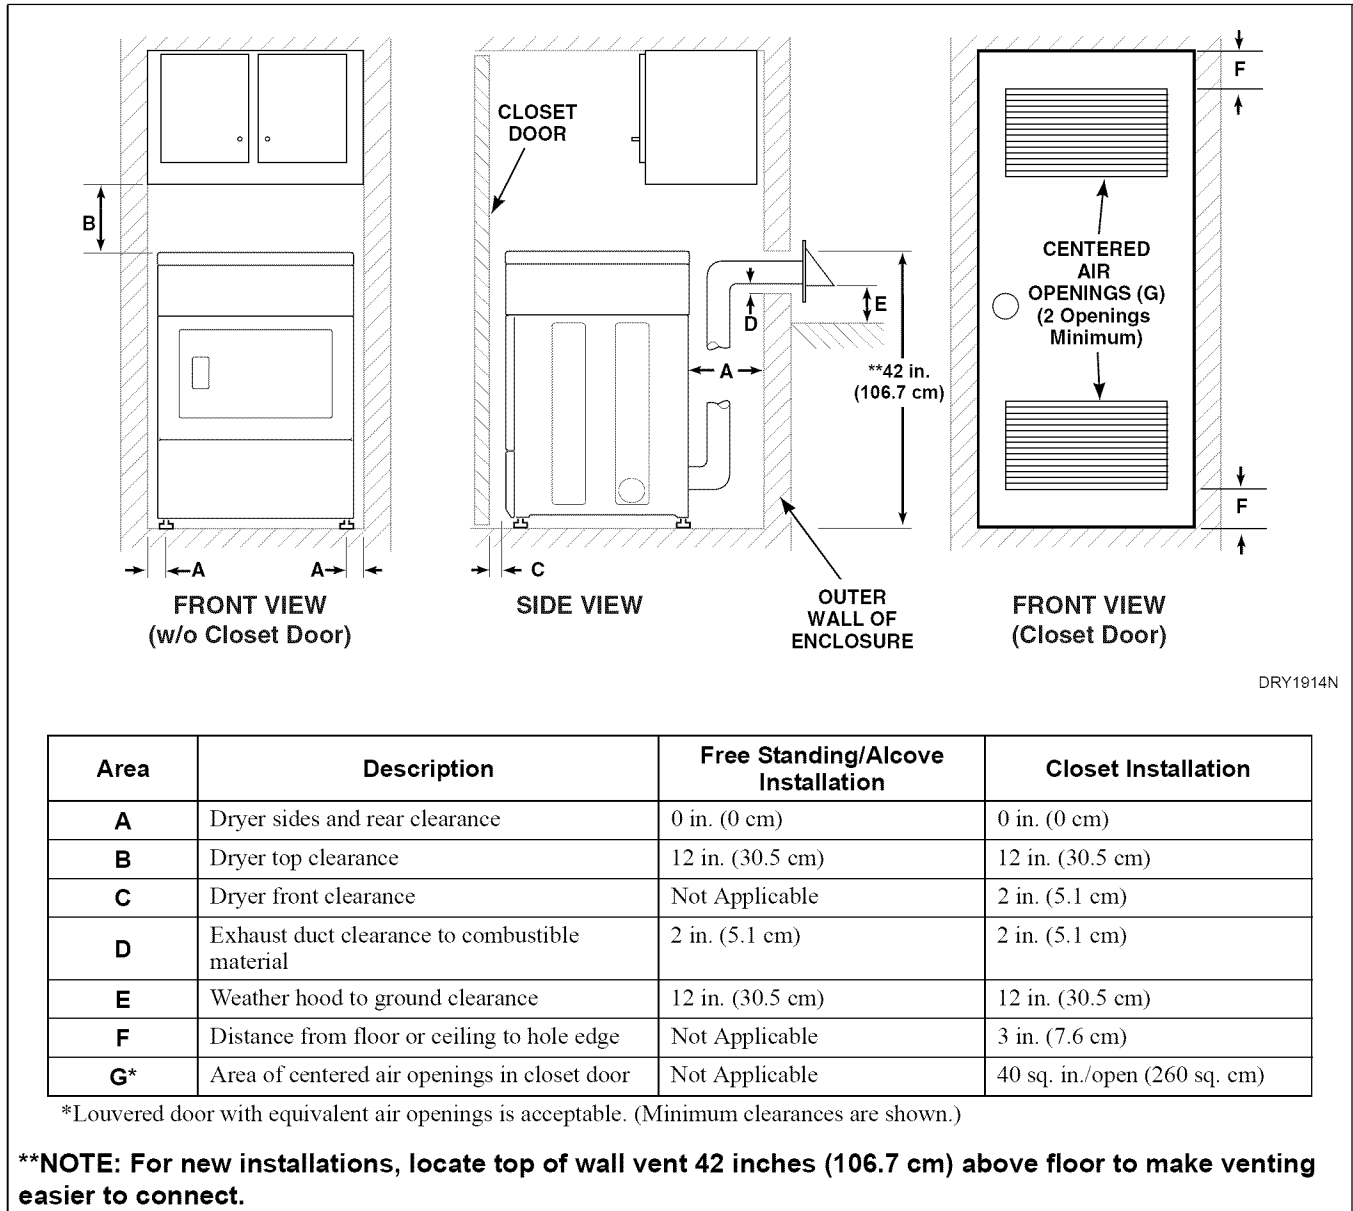 CLOSET
DOOR
F
B
CENTERED
AIR
OPENINGS (G)
(2 Openings
Minimum)
E
D
A
**42 in.
(106.7 cm)
F
A
A
C
FRONT VIEW
(w/o Closet Door)
SIDE VIEW
OUTER
WALL OF
ENCLOSURE
FRONT VIEW
(Closet Door)
DRY1914N
Area Description Free Standing/Alcove Installation Closet Installation
A Dryer sides and rear clearance 0 in. (0 cm) 0 in. (0 cm)
B Dryer top clearance 12 in. (30.5 cm) 12 in. (30.5 cm)
C Dryer front clearance Not Applicable 2 in. (5.1 cm)
D Exhaust duct clearance to combustible material 2 in. (5.1 cm) 2 in. (5.1 cm)
E Weather hood to ground clearance 12 in. (30.5 cm) 12 in. (30.5 cm)
F Distance from floor or ceiling to hole edge Not Applicable 3 in. (7.6 cm)
G* Area of centered air openings in closet door Not Applicable 40 sq. in./open (260 sq. cm)
*Louvered door with equivalent air openings is acceptable. (Minimum clearances are shown.)
**NOTE: For new installations, locate top of wall vent 42 inches (106.7 cm) above floor to make venting
easier to connect.